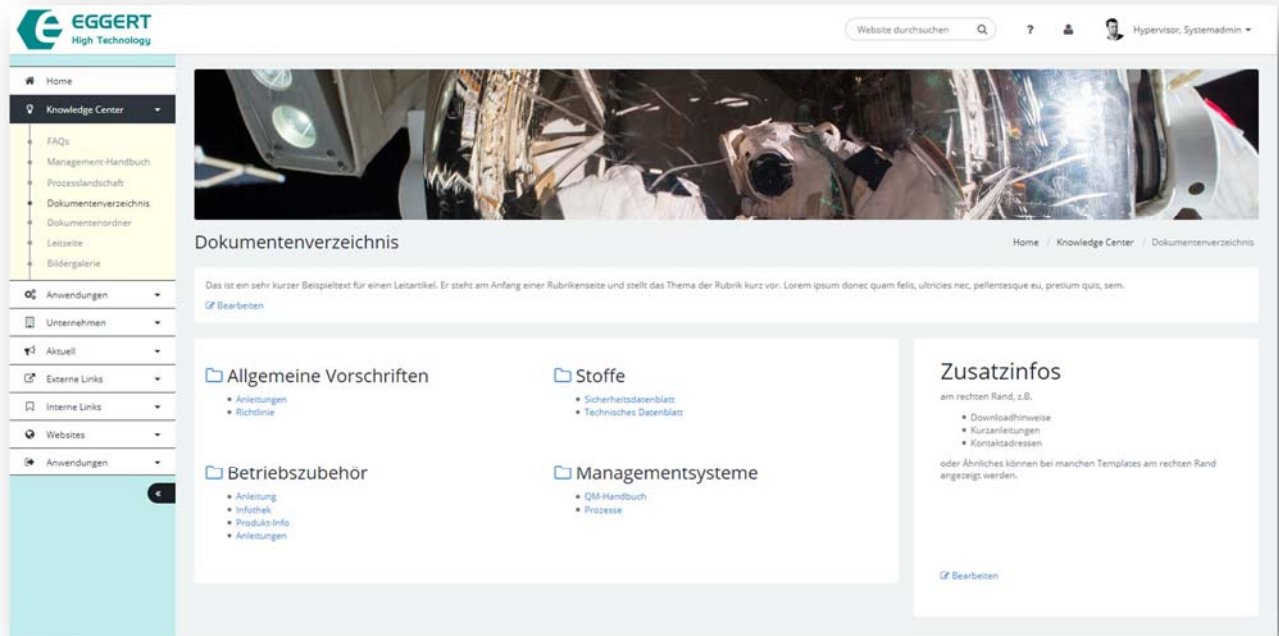 EGGERT
High Technology
Website durchsuchen
?
Hypervisor, Systemadmin
Home
Knowledge Center
FAQs
Management-Handbuch
Prozesslandschaft
Dokumentenverzeichnis
Dokumentenordner
Leitseite
Bildergalerie
Anwendungen
Unternehmen
Aktuell
Externe Links
Interne Links
Websites
Anwendungen
Dokumentenverzeichnis
Home / Knowledge Center / Dokumentenverzeichnis
Das ist ein sehr kurzer Beispieltext für einen Leitartikel. Er steht am Anfang einer Rubrikenseite und stellt das Thema der Rubrik kurz vor. Lorem ipsum donec quam felis, ultricies nec, pellentesque eu, pretium quis, sem.
Bearbeiten
Allgemeine Vorschriften
Anleitungen
Richtlinie
Stoffe
Sicherheitsdatenblatt
Technisches Datenblatt
Betriebszubehör
Anleitung
Infothek
Produkt-Info
Anleitungen
Managementsysteme
QM-Handbuch
Prozesse
Zusatzinfos
am rechten Rand, z.B.
Downloadhinweise
Kurzanleitungen
Kontaktadressen
oder Ähnliches können bei manchen Templates am rechten Rand
angezeigt werden.
Bearbeiten